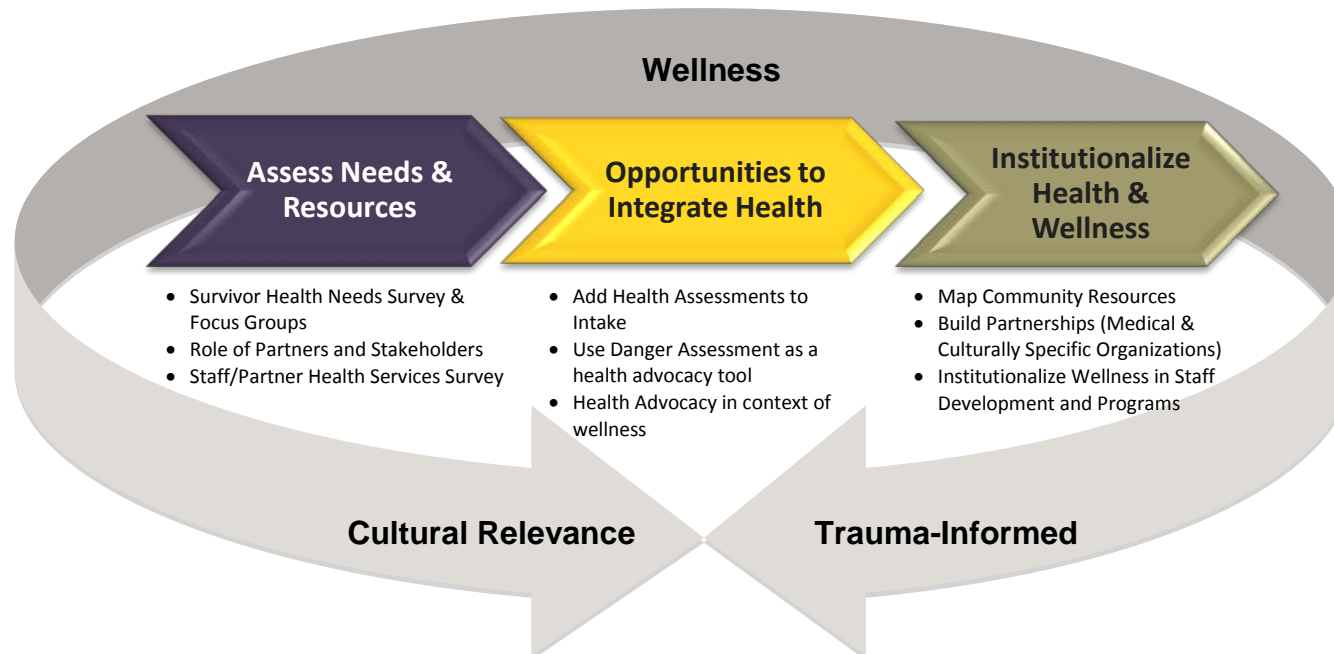 Wellness
Assess Needs &
Resources
• Survivor Health Needs Survey &
Focus Groups
• Role of Partners and Stakeholders
• Staff/Partner Health Services Survey
Opportunities to
Integrate Health
• Add Health Assessments to
Intake
• Use Danger Assessment as a
health advocacy tool
• Health Advocacy in context of
wellness
Institutionalize
Health &
Wellness
• Map Community Resources
• Build Partnerships (Medical &
Culturally Specific Organizations)
• Institutionalize Wellness in Staff
Development and Programs
Cultural Relevance
Trauma-Informed